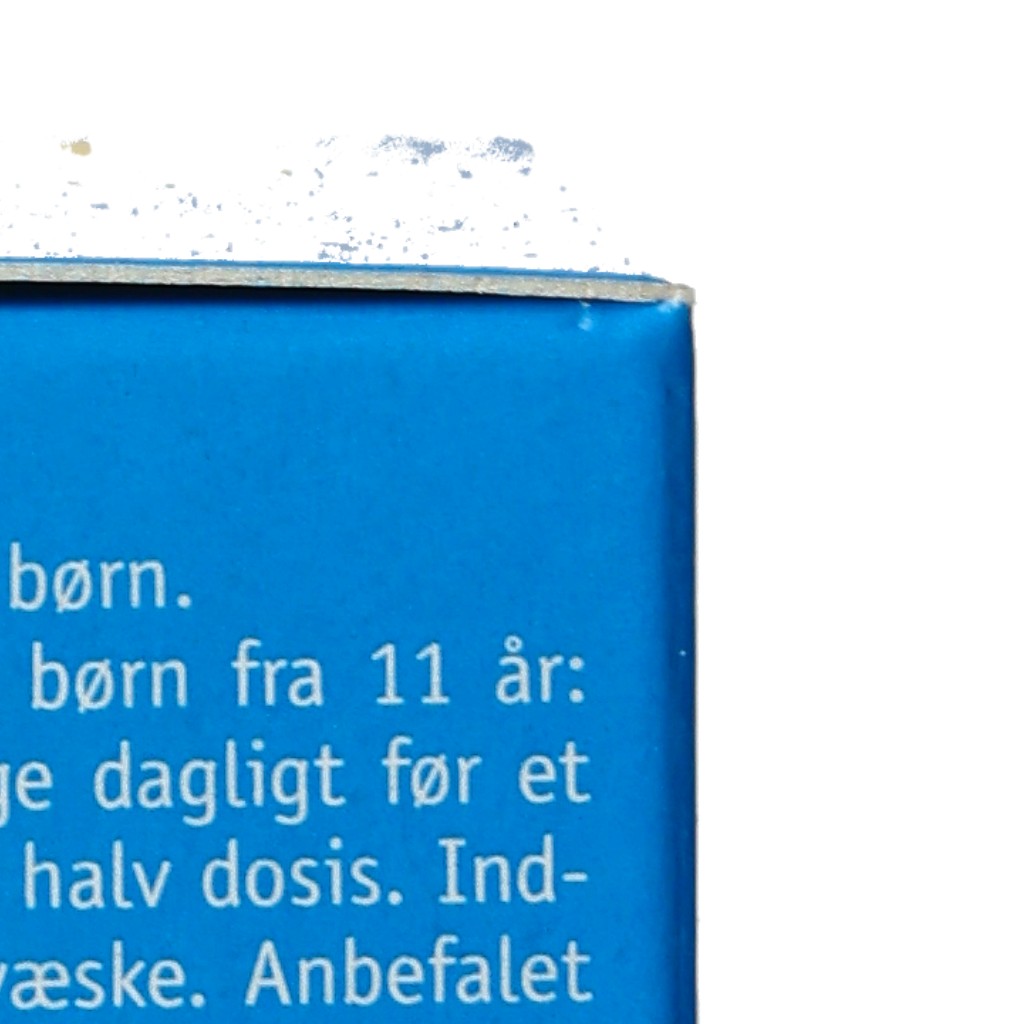 børn.
børn fra 11 år:
ge dagligt før et
halv dosis. Ind-
væske. Anbefalet